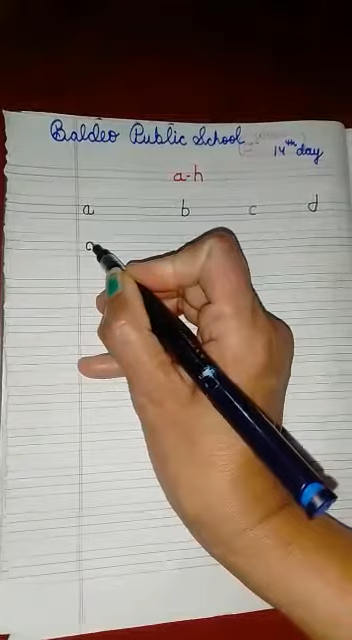 Baldeo Public School
14th day
a-h
a b c d
a